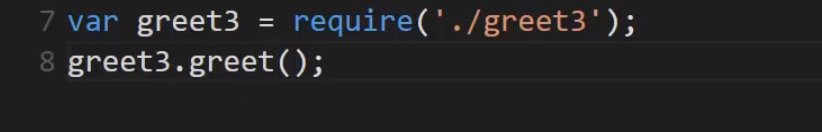 7 var greet3 = require('./greet3');
8 greet3.greet();